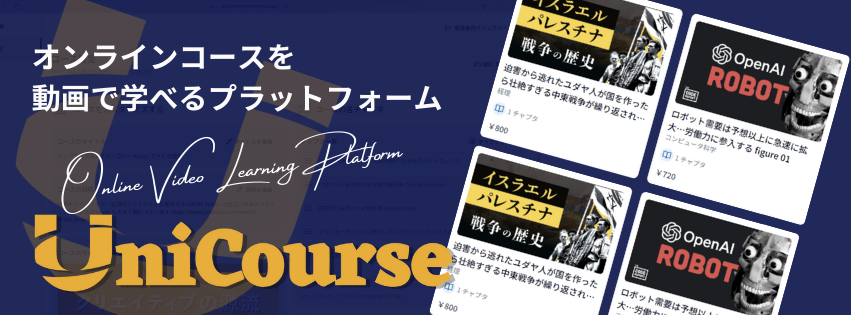 オンラインコースを
動画で学べるプラットフォーム
Online Video Learning Platform
UniCourse
クリエイティブの源流
イスラエル
パレスチナ
戦争の歴史
迫害から逃れたユダヤ人が国を作った
ら壮絶すぎる中東戦争が繰り返され…
経理
1 チャプタ
¥800
OpenAI
ROBOT
ロボット需要は予想以上に急速に拡
大…労働力に参入する figure 01
コンピュータ科学
1 チャプタ
¥720
イスラエル
パレスチナ
戦争の歴史
迫害から逃れたユダヤ人が国を作った
ら壮絶すぎる中東戦争が繰り返され…
経理
1 チャプタ
¥800
OpenAI
ROBOT
ロボット需要は予想以上に
大…労働力に参入する